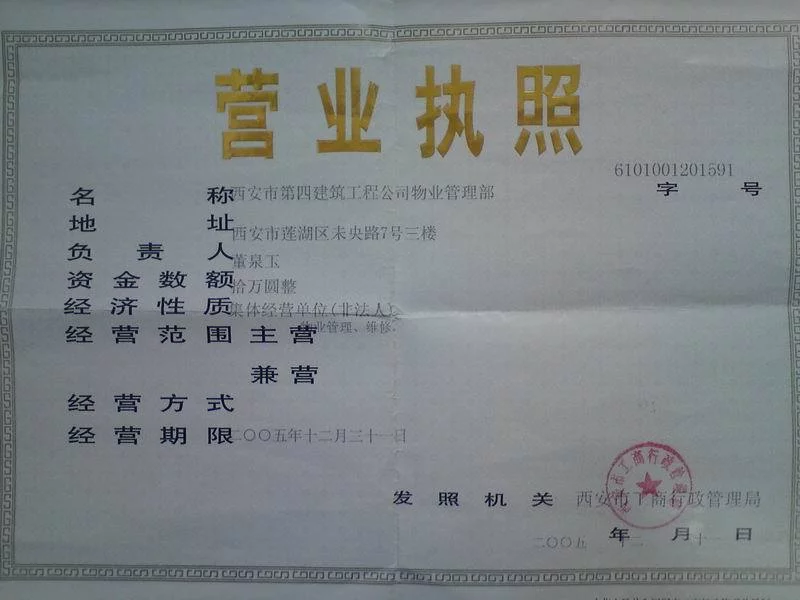 营业执照
6101001201591
字 号
名 称 西安市第四建筑工程公司物业管理部
地 址 西安市莲湖区未央路7号三楼
负 责 人 董泉玉
资 金 数 额 拾万圆整
经 济 性 质 集体经营单位(非法人)
经 营 范 围 主 营 物业管理、维修.
兼 营
经 营 方 式
经 营 期 限 二〇〇五年十二月三十一日
发 照 机 关 西安市工商行政管理局
二〇〇五 年 十二 月 十一 日